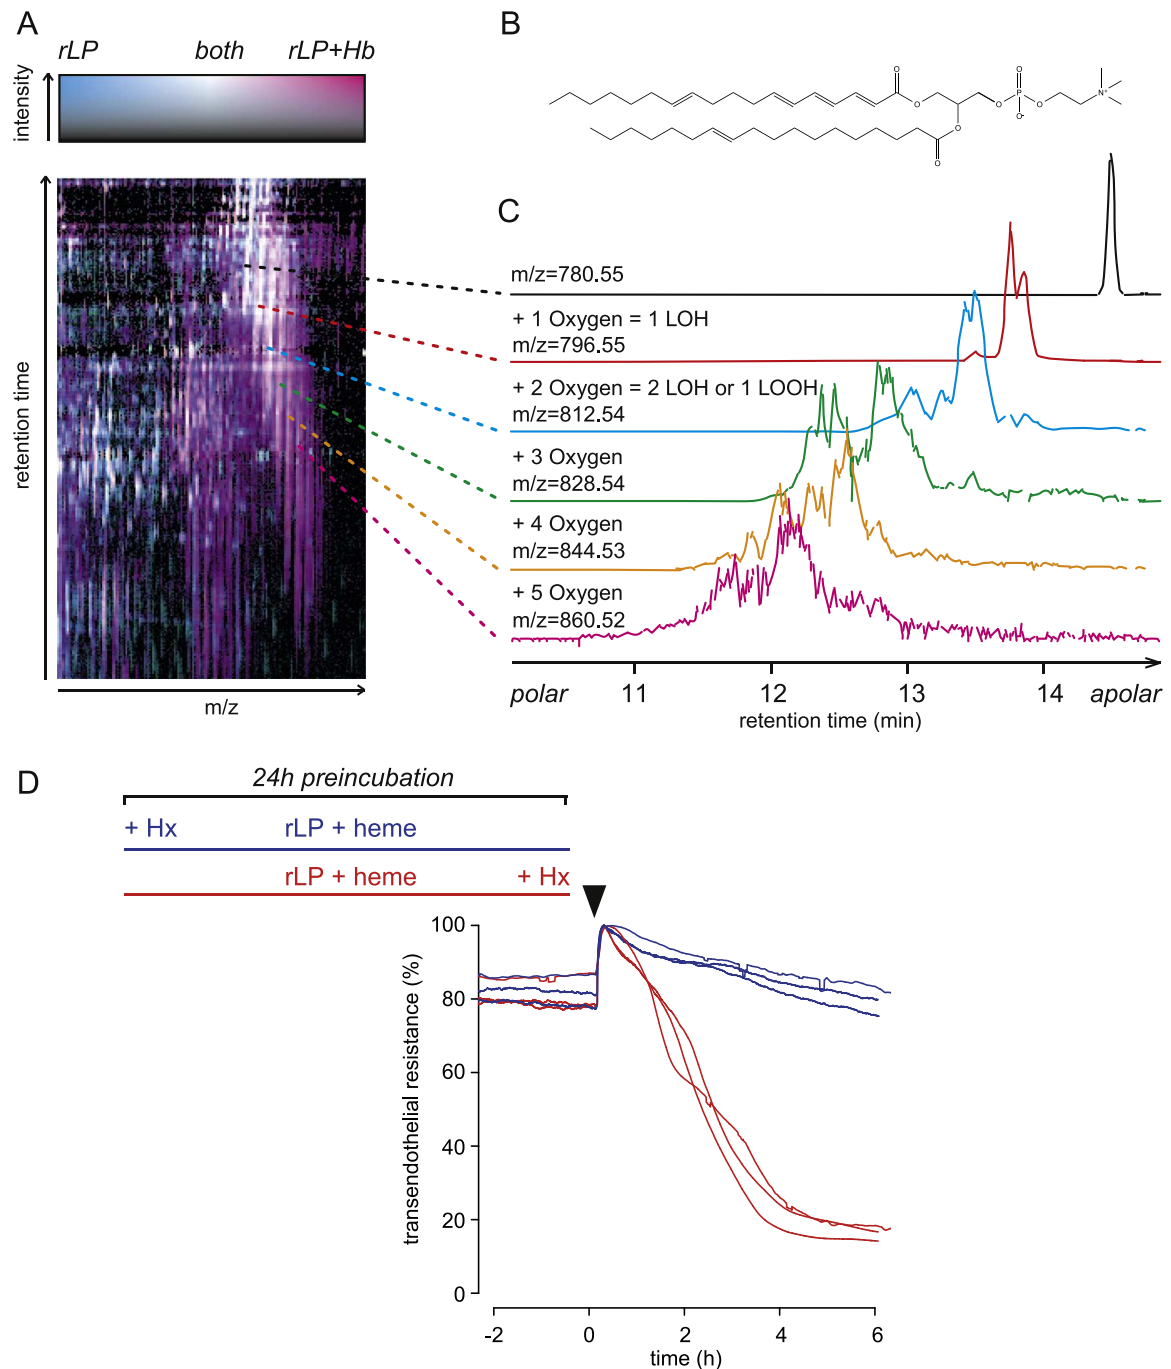 A
rLP both rLP+Hb
intensity
retention time
m/z
B
O
O
O
O
P
O
O-
O
N+
O
O
C
m/z=780.55
+ 1 Oxygen = 1 LOH
m/z=796.55
+ 2 Oxygen = 2 LOH or 1 LOOH
m/z=812.54
+ 3 Oxygen
m/z=828.54
+ 4 Oxygen
m/z=844.53
+ 5 Oxygen
m/z=860.52
polar 11 12 13 14 apolar
retention time (min)
D
24h preincubation
+ Hx rLP + heme
rLP + heme + Hx
transendothelial resistance (%)
100
80
60
40
20
0
-2 0 2 4 6
time (h)